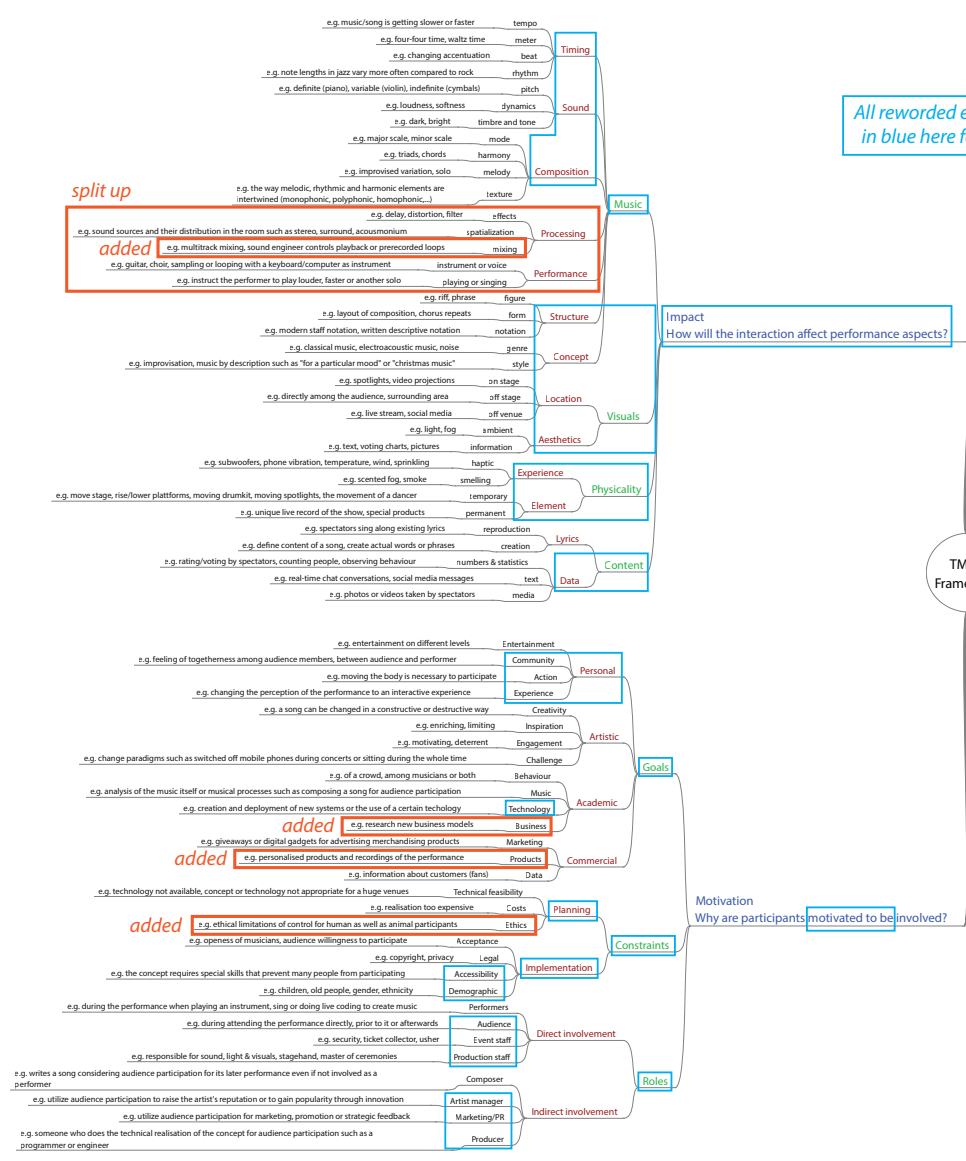 e.g. music/song is getting slower or faster tempo
e.g. four-four time, waltz time meter
Timing
e.g. changing accentuation beat
e.g. note lengths in jazz vary more often compared to rock rhythm
e.g. definite (piano), variable (violin), indefinite (cymbals) pitch
e.g. loudness, softness dynamics
Sound
e.g. dark, bright timbre and tone
e.g. major scale, minor scale mode
e.g. triads, chords harmony
e.g. improvised variation, solo melody
Composition
e.g. the way melodic, rhythmic and harmonic elements are
intertwined (monophonic, polyphonic, homophonic,...) texture
split up
Music
e.g. delay, distortion, filter effects
e.g. sound sources and their distribution in the room such as stereo, surround, acousmonium spatialization
Processing
added
e.g. multitrack mixing, sound engineer controls playback or prerecorded loops mixing
e.g. guitar, choir, sampling or looping with a keyboard/computer as instrument instrument or voice
Performance
e.g. instruct the performer to play louder, faster or another solo playing or singing
e.g. riff, phrase figure
e.g. layout of composition, chorus repeats form
Structure
e.g. modern staff notation, written descriptive notation notation
e.g. classical music, electroacoustic music, noise genre
Concept
e.g. improvisation, music by description such as "for a particular mood" or "christmas music" style
e.g. spotlights, video projections on stage
e.g. directly among the audience, surrounding area off stage
Location
e.g. live stream, social media off venue
Visuals
e.g. light, fog ambient
Aesthetics
e.g. text, voting charts, pictures information
e.g. subwoofers, phone vibration, temperature, wind, sprinkling haptic
Experience
e.g. scented fog, smoke smelling
Physicality
e.g. move stage, rise/lower plattforms, moving drumkit, moving spotlights, the movement of a dancer temporary
Element
e.g. unique live record of the show, special products permanent
e.g. spectators sing along existing lyrics reproduction
Lyrics
e.g. define content of a song, create actual words or phrases creation
e.g. rating/voting by spectators, counting people, observing behaviour numbers & statistics
Content
e.g. real-time chat conversations, social media messages text
Data
e.g. photos or videos taken by spectators media
All reworded
in blue here
Impact
How will the interaction affect performance aspects?
e.g. entertainment on different levels Entertainment
e.g. feeling of togetherness among audience members, between audience and performer Community
Personal
e.g. moving the body is necessary to participate Action
e.g. changing the perception of the performance to an interactive experience Experience
e.g. a song can be changed in a constructive or destructive way Creativity
e.g. enriching, limiting Inspiration
Artistic
e.g. motivating, deterrent Engagement
e.g. change paradigms such as switched off mobile phones during concerts or sitting during the whole time Challenge
Goals
e.g. of a crowd, among musicians or both Behaviour
e.g. analysis of the music itself or musical processes such as composing a song for audience participation Music
Academic
e.g. creation and deployment of new systems or the use of a certain techology Technology
added
e.g. research new business models Business
e.g. giveaways or digital gadgets for advertising merchandising products Marketing
added
e.g. personalised products and recordings of the performance Products
Commercial
e.g. information about customers (fans) Data
e.g. technology not available, concept or technology not appropriate for a huge venues Technical feasibility
e.g. realisation too expensive Costs
Planning
added
e.g. ethical limitations of control for human as well as animal participants Ethics
e.g. openess of musicians, audience willingness to participate Acceptance
Constraints
e.g. copyright, privacy Legal
Implementation
e.g. the concept requires special skills that prevent many people from participating Accessibility
e.g. children, old people, gender, ethnicity Demographic
e.g. during the performance when playing an instrument, sing or doing live coding to create music Performers
e.g. during attending the performance directly, prior to it or afterwards Audience
Direct involvement
e.g. security, ticket collector, usher Event staff
e.g. responsible for sound, light & visuals, stagehand, master of ceremonies Production staff
Roles
e.g. writes a song considering audience participation for its later performance even if not involved as a
performer Composer
e.g. utilize audience participation to raise the artist's reputation or to gain popularity through innovation Artist manager
Indirect involvement
e.g. utilize audience participation for marketing, promotion or strategic feedback Marketing/PR
e.g. someone who does the technical realisation of the concept for audience participation such as a
programmer or engineer Producer
Motivation
Why are participants motivated to be involved?